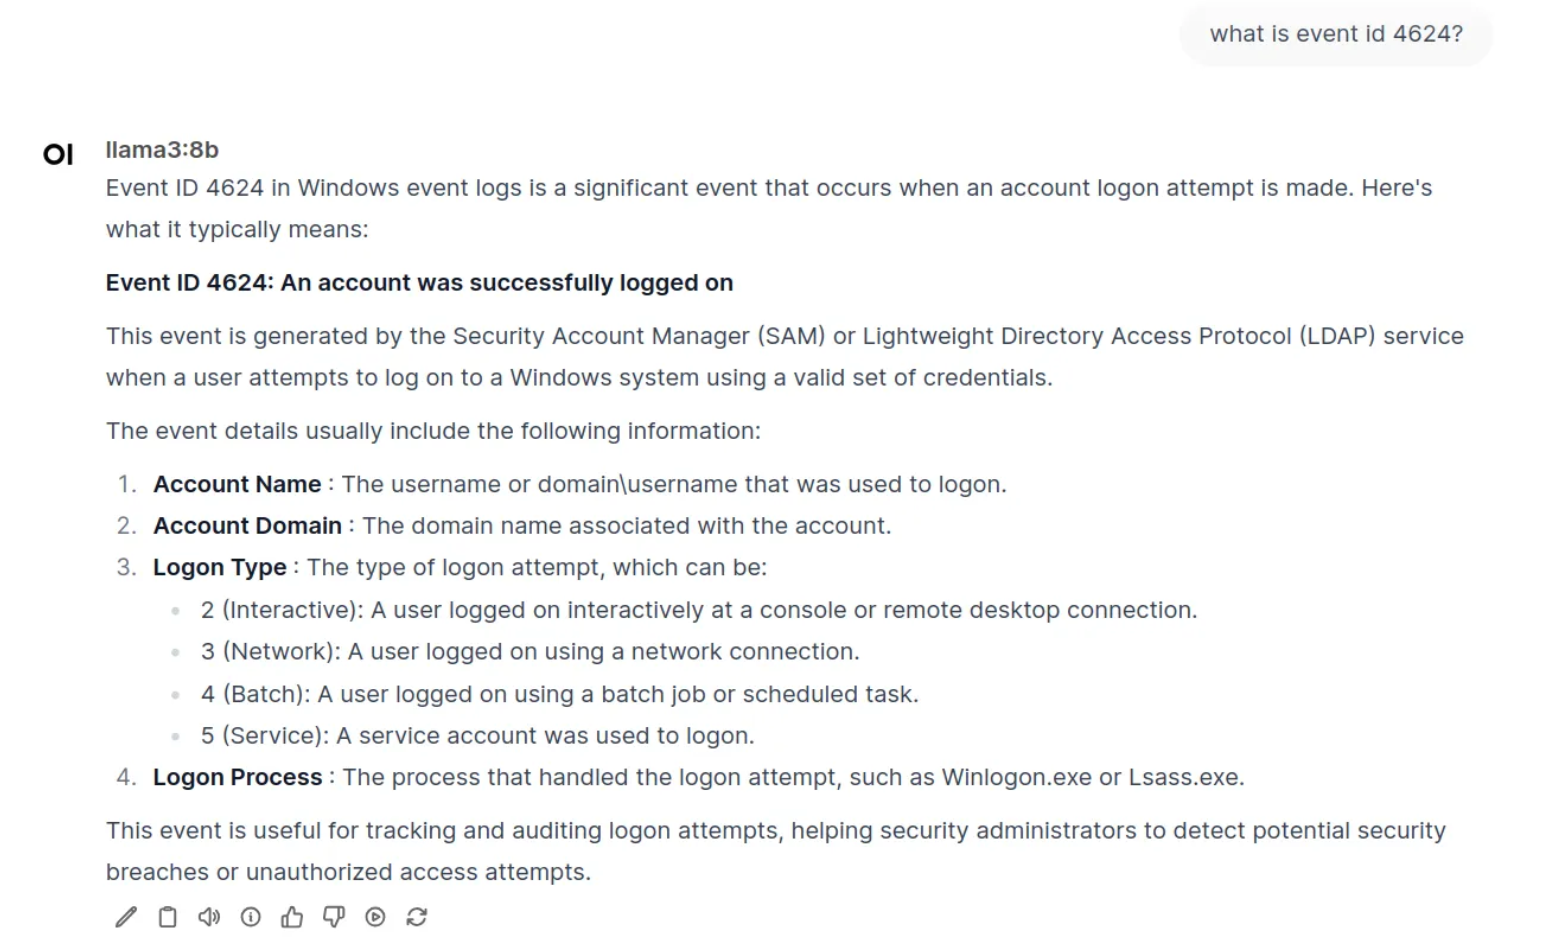 what is event id 4624?
OI
llama3:8b
Event ID 4624 in Windows event logs is a significant event that occurs when an account logon attempt is made. Here's
what it typically means:
Event ID 4624: An account was successfully logged on
This event is generated by the Security Account Manager (SAM) or Lightweight Directory Access Protocol (LDAP) service
when a user attempts to log on to a Windows system using a valid set of credentials.
The event details usually include the following information:
1. Account Name : The username or domain\username that was used to logon.
2. Account Domain : The domain name associated with the account.
3. Logon Type : The type of logon attempt, which can be:
• 2 (Interactive): A user logged on interactively at a console or remote desktop connection.
• 3 (Network): A user logged on using a network connection.
• 4 (Batch): A user logged on using a batch job or scheduled task.
• 5 (Service): A service account was used to logon.
4. Logon Process : The process that handled the logon attempt, such as Winlogon.exe or Lsass.exe.
This event is useful for tracking and auditing logon attempts, helping security administrators to detect potential security
breaches or unauthorized access attempts.